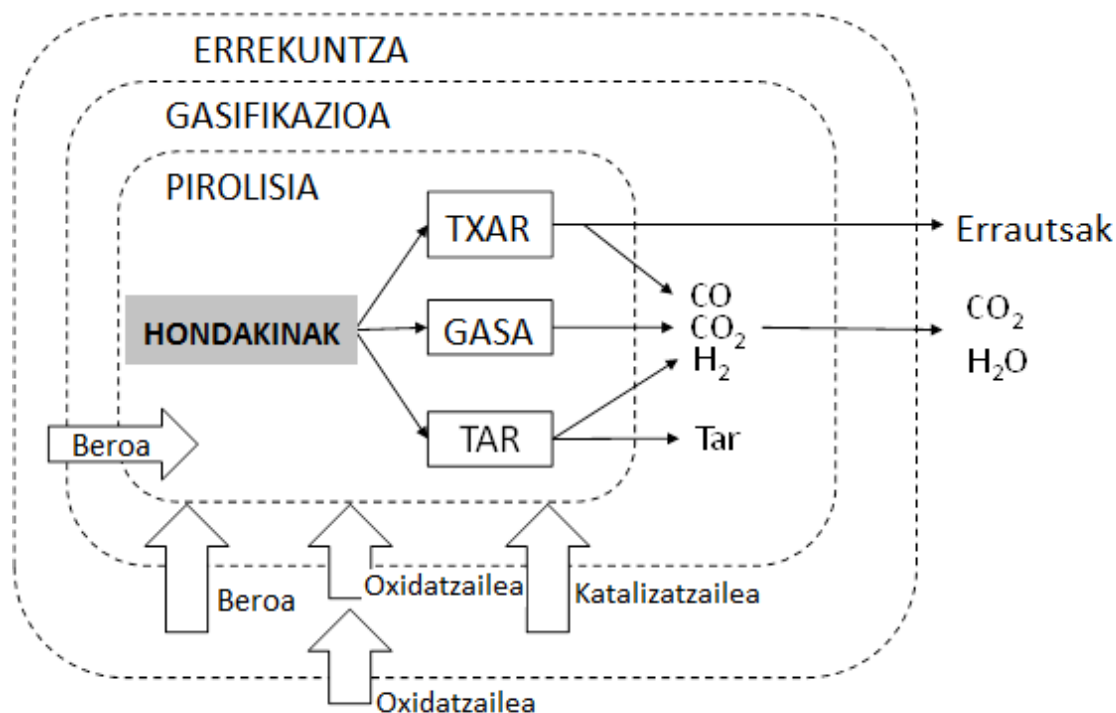 ERREKUNTZA
GASIFIKAZIOA
PIROLISIA
TXAR
Errautsak
HONDAKINAK
GASA
CO
CO₂
H₂
CO₂
H₂O
Beroa
TAR
Tar
Beroa
Oxidatzailea
Katalizatzailea
Oxidatzailea